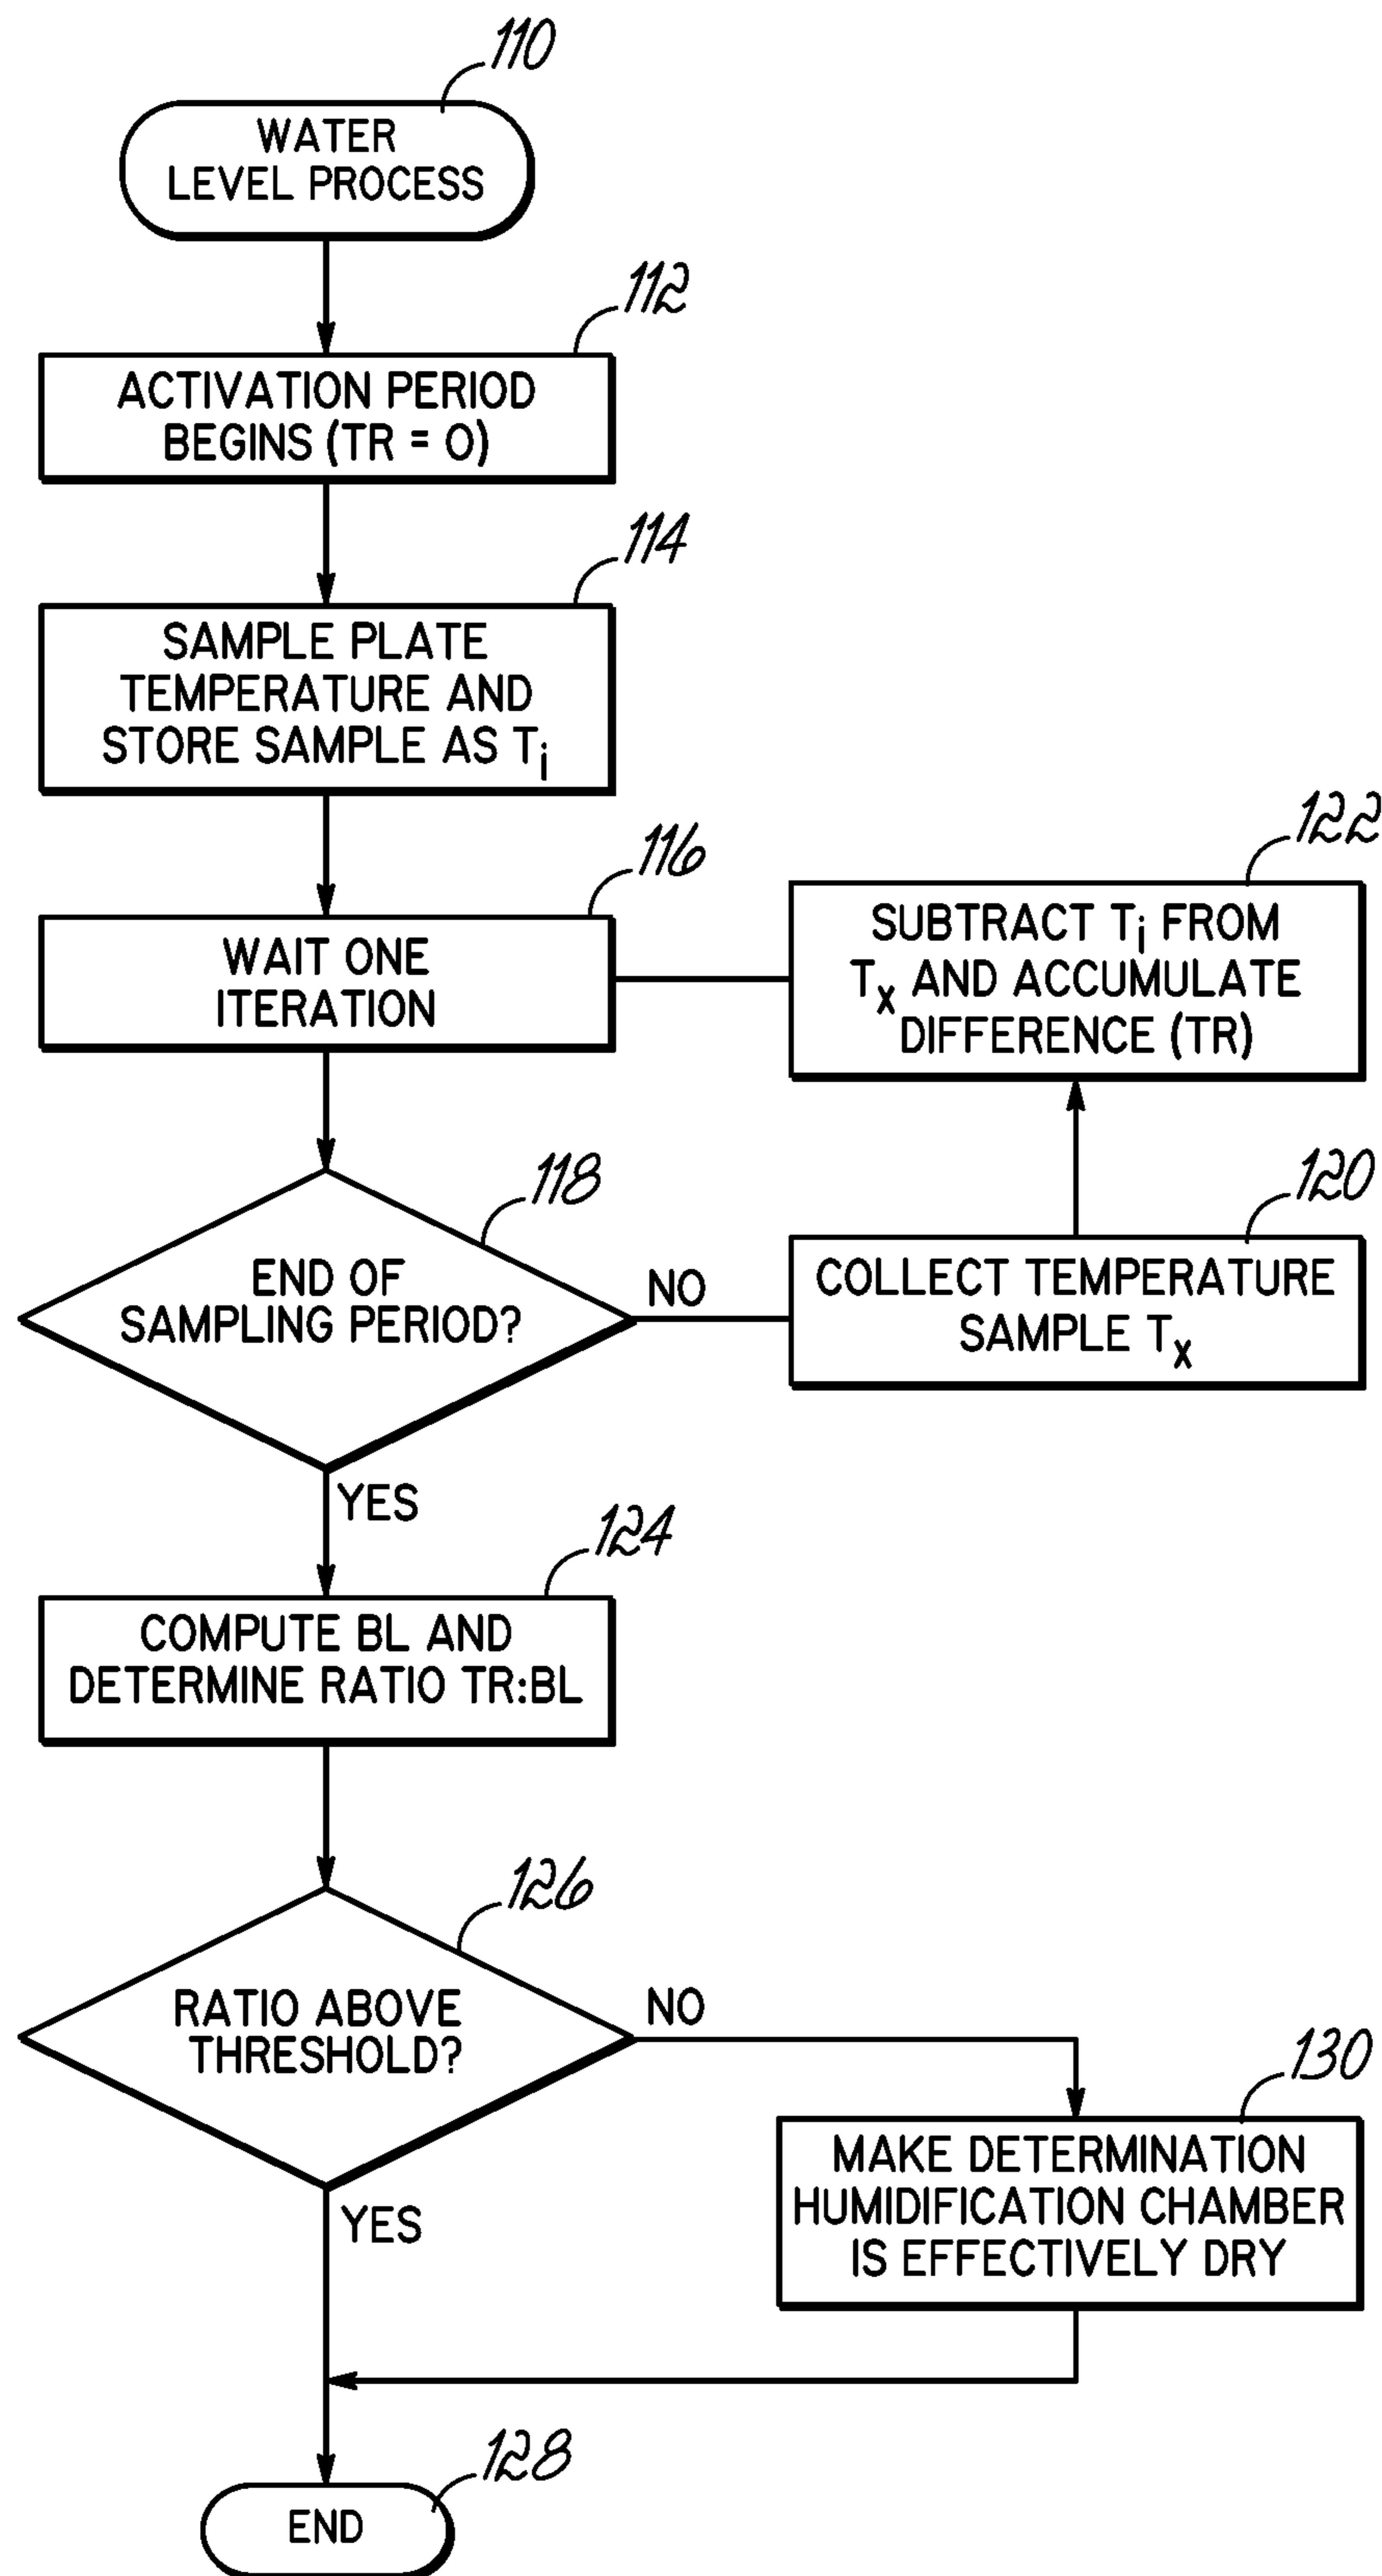 110
WATER
LEVEL PROCESS
112
ACTIVATION PERIOD
BEGINS (TR = 0)
114
SAMPLE PLATE
TEMPERATURE AND
STORE SAMPLE AS Ti
116
WAIT ONE
ITERATION
122
SUBTRACT Ti FROM
Tx AND ACCUMULATE
DIFFERENCE (TR)
118
END OF
SAMPLING PERIOD?
NO
120
COLLECT TEMPERATURE
SAMPLE Tx
YES
124
COMPUTE BL AND
DETERMINE RATIO TR:BL
126
RATIO ABOVE
THRESHOLD?
NO
130
MAKE DETERMINATION
HUMIDIFICATION CHAMBER
IS EFFECTIVELY DRY
YES
128
END